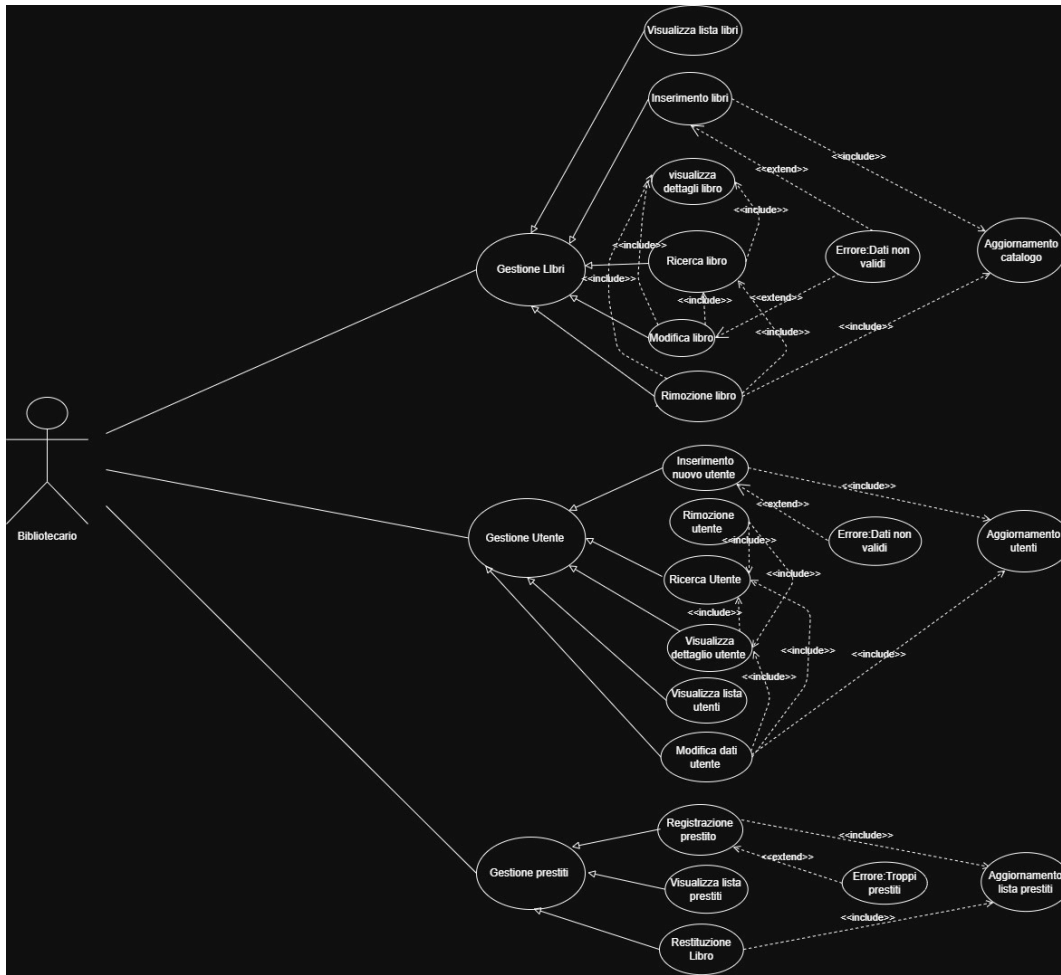 Visualizza lista libri
Inserimento libri
<<include>>
<<extend>>
visualizza
dettagli libro
<<include>>
Aggiornamento
catalogo
Errore:Dati non
validi
<<include>>
Ricerca libro
Gestione LIbri
<<include>>
<<include>>
<<extend>>
<<include>>
<<include>>
Modifica libro
Rimozione libro
Bibliotecario
Inserimento
nuovo utente
<<include>>
<<extend>>
Rimozione
utente
Gestione Utente
Errore:Dati non
validi
Aggiornamento
utenti
<<include>>
<<include>>
Ricerca Utente
<<include>>
Visualizza
dettaglio utente
<<include>>
<<include>>
<<include>>
Visualizza lista
utenti
Modifica dati
utente
Registrazione
prestito
<<include>>
<<extend>>
Gestione prestiti
Errore:Troppi
prestiti
Aggiornamento
lista prestiti
Visualizza lista
prestiti
<<include>>
Restituzione
Libro